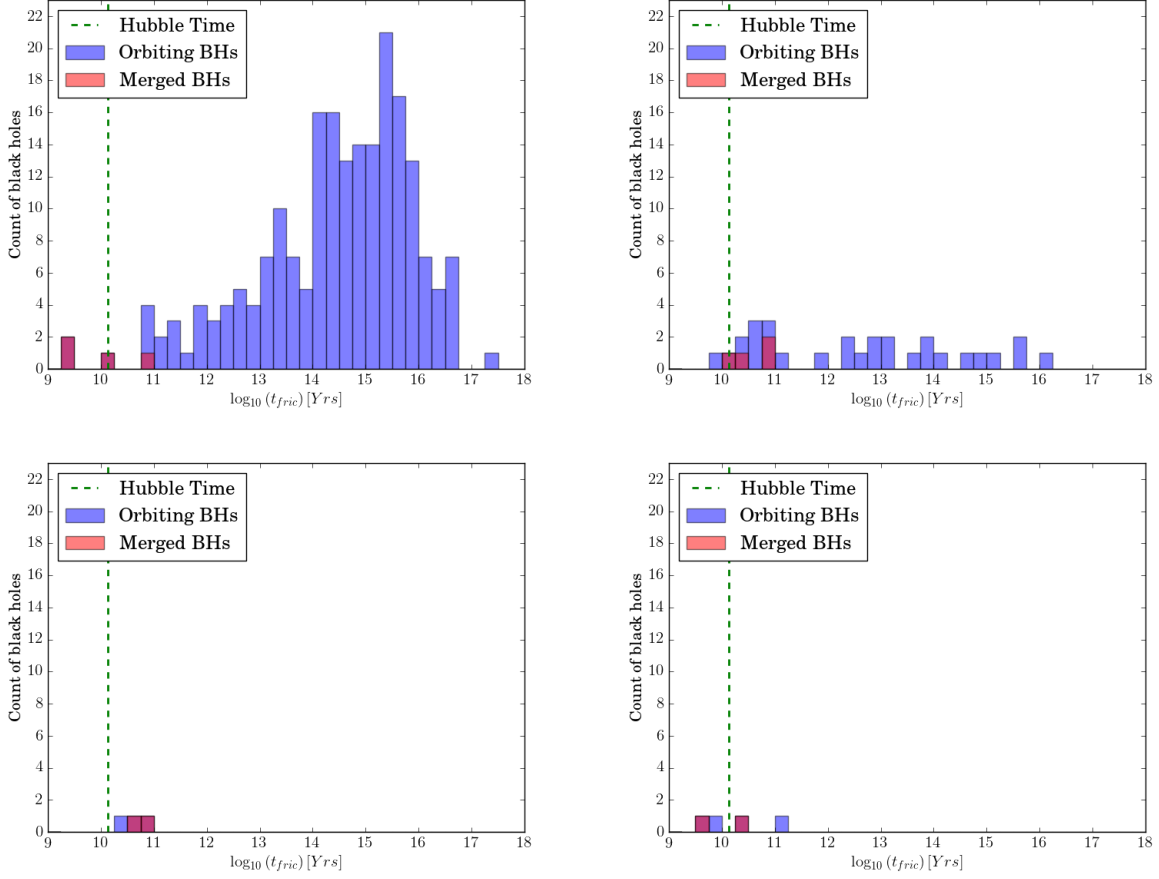 Hubble Time
Orbiting BHs
Merged BHs
Count of black holes
22
20
18
16
14
12
10
8
6
4
2
0
9 10 11 12 13 14 15 16 17 18
log10 (tfric) [Yrs]
Hubble Time
Orbiting BHs
Merged BHs
Count of black holes
22
20
18
16
14
12
10
8
6
4
2
0
9 10 11 12 13 14 15 16 17 18
log10 (tfric) [Yrs]
Hubble Time
Orbiting BHs
Merged BHs
Count of black holes
22
20
18
16
14
12
10
8
6
4
2
0
9 10 11 12 13 14 15 16 17 18
log10 (tfric) [Yrs]
Hubble Time
Orbiting BHs
Merged BHs
Count of black holes
22
20
18
16
14
12
10
8
6
4
2
0
9 10 11 12 13 14 15 16 17 18
log10 (tfric) [Yrs]